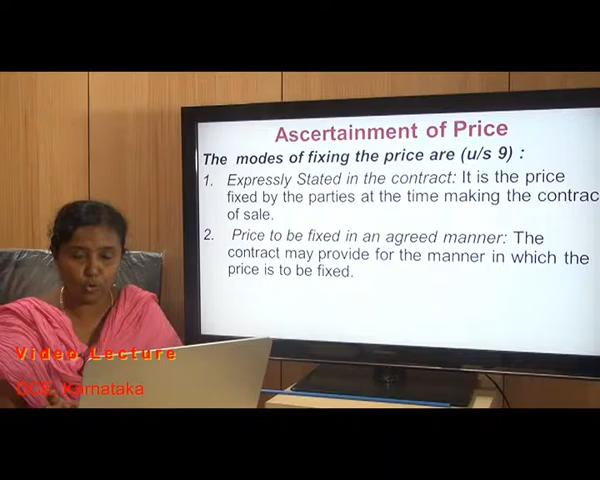 Ascertainment of Price
The modes of fixing the price are (u/s 9) :
1. Expressly Stated in the contract: It is the price
fixed by the parties at the time making the contrac
of sale.
2. Price to be fixed in an agreed manner: The
contract may provide for the manner in which the
price is to be fixed.
Video Lecture
DCE, Karnataka